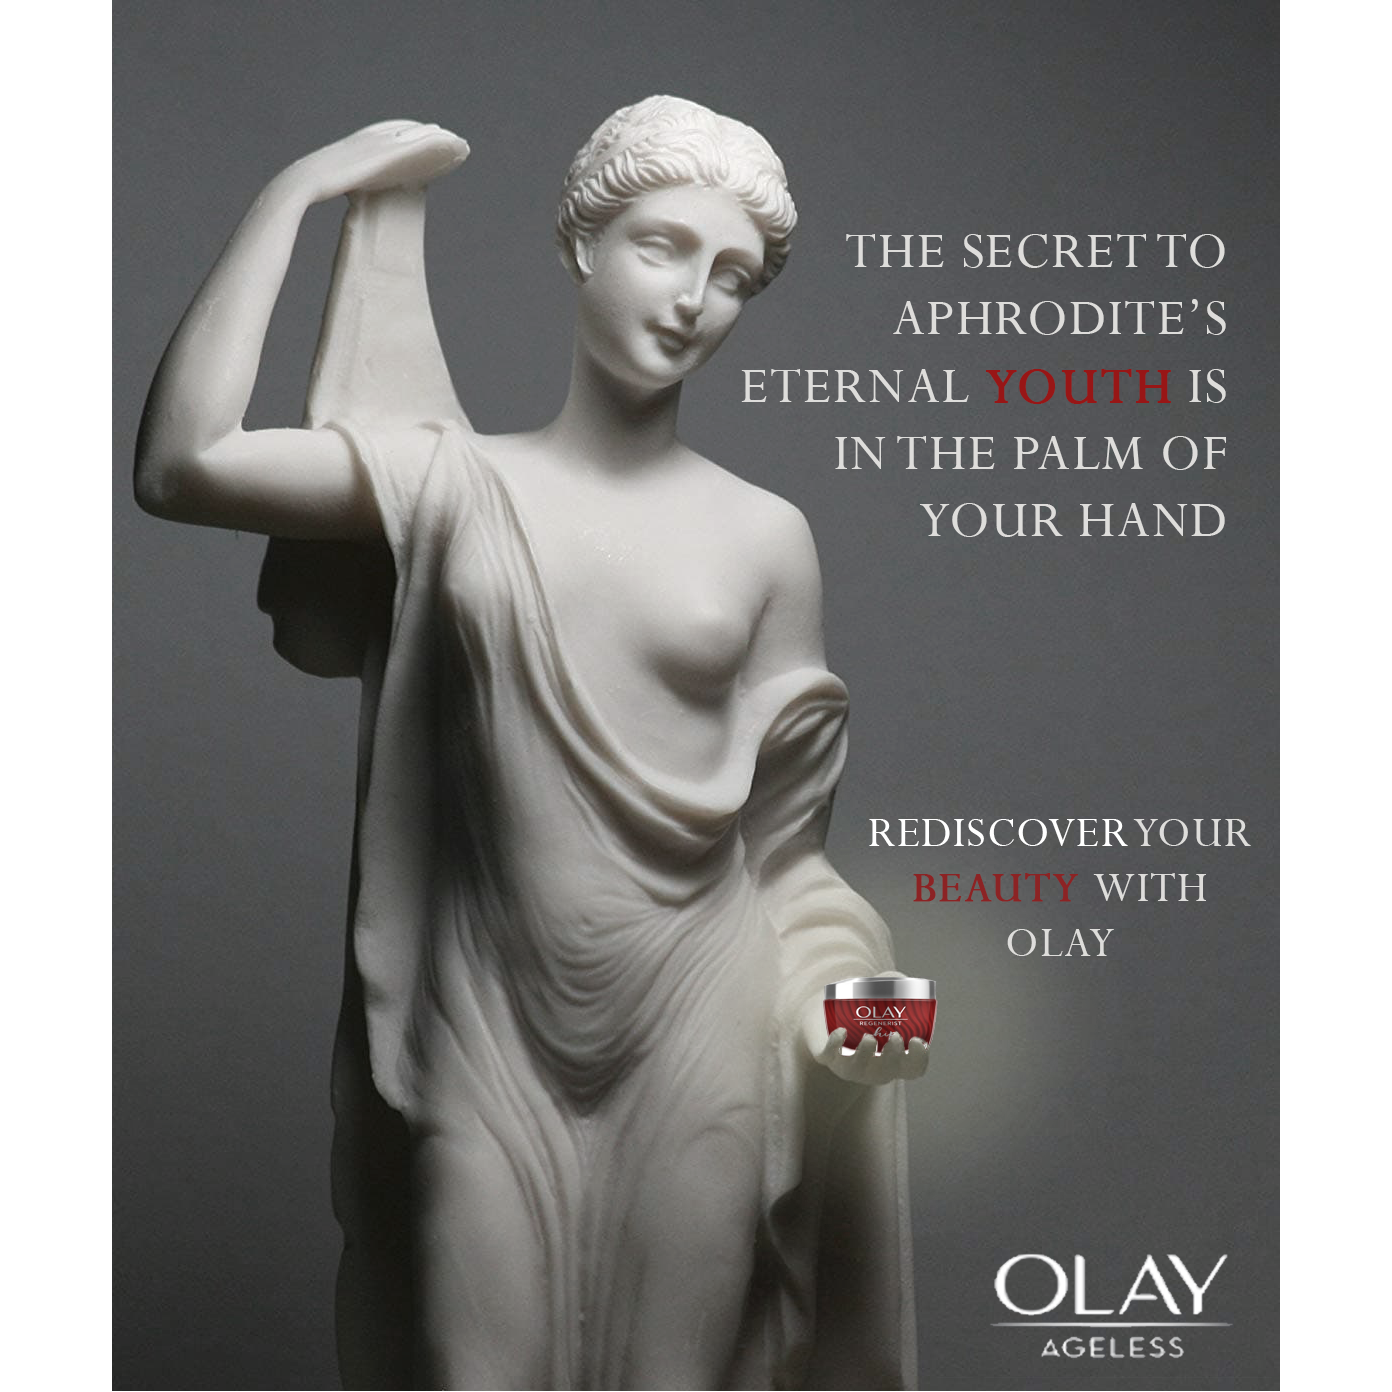 THE SECRET TO
APHRODITE'S
ETERNAL YOUTH IS
IN THE PALM OF
YOUR HAND
REDISCOVER YOUR
BEAUTY WITH
OLAY
OLAY
REGENERIST
OLAY
AGELESS